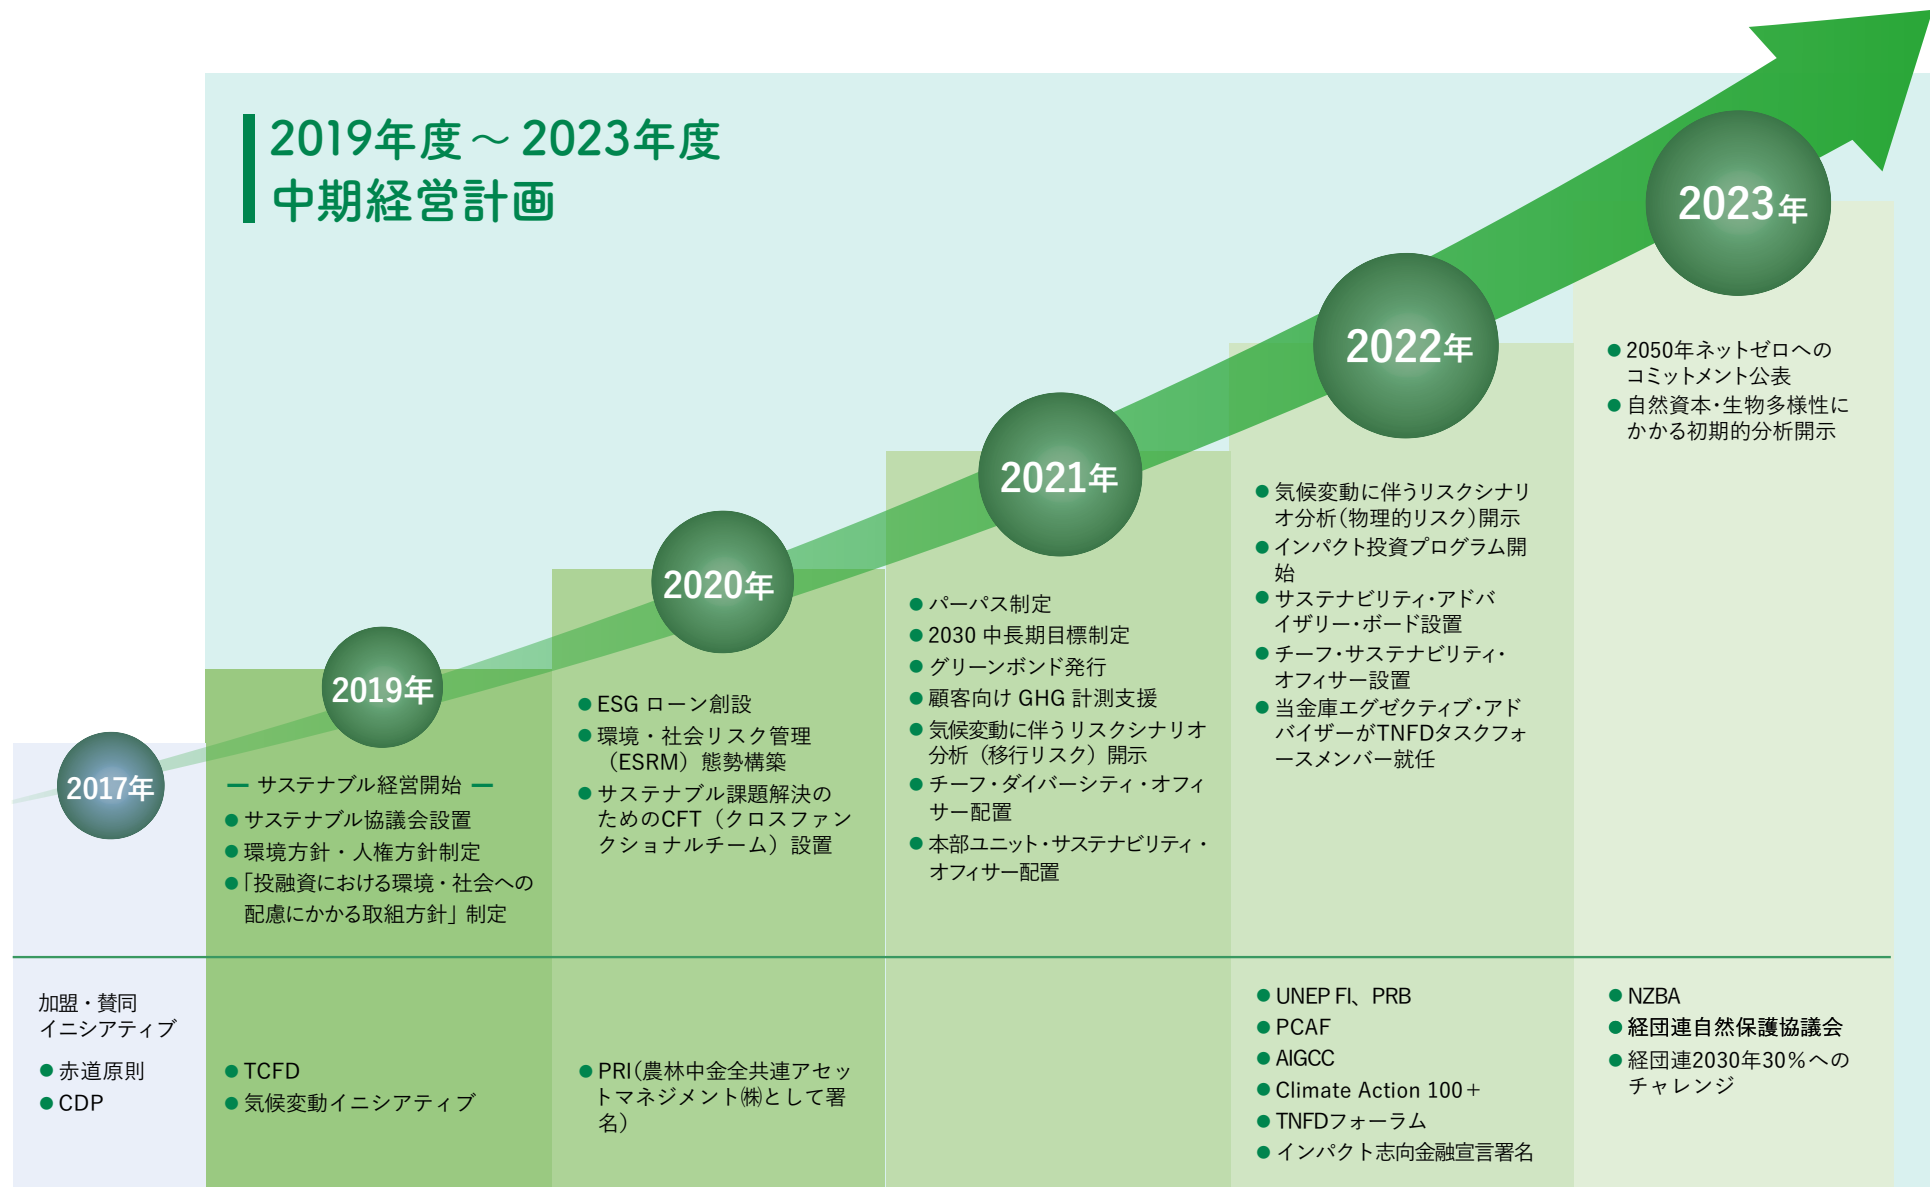 2019年度～2023年度
中期経営計画
2017年
2019年
― サステナブル経営開始 ―
● サステナブル協議会設置
● 環境方針・人権方針制定
● 「投融資における環境・社会への
配慮にかかる取組方針」制定
2020年
● ESG ローン創設
● 環境・社会リスク管理
（ESRM）態勢構築
● サステナブル課題解決の
ためのCFT（クロスファン
クショナルチーム）設置
2021年
● パーパス制定
● 2030 中長期目標制定
● グリーンボンド発行
● 顧客向け GHG 計測支援
● 気候変動に伴うリスクシナリオ
分析（移行リスク）開示
● チーフ・ダイバーシティ・オフィ
サー配置
● 本部ユニット・サステナビリティ・
オフィサー配置
2022年
● 気候変動に伴うリスクシナリ
オ分析（物理的リスク）開示
● インパクト投資プログラム開
始
● サステナビリティ・アドバ
イザリー・ボード設置
● チーフ・サステナビリティ・
オフィサー設置
● 当金庫エグゼクティブ・アド
バイザーがTNFDタスクフォ
ースメンバー就任
2023年
● 2050年ネットゼロへの
コミットメント公表
● 自然資本・生物多様性に
かかる初期的分析開示
加盟・賛同
イニシアティブ
● 赤道原則
● CDP
● TCFD
● 気候変動イニシアティブ
● PRI（農林中金全共連アセッ
トマネジメント㈱として署
名）
● UNEP FI、PRB
● PCAF
● AIGCC
● Climate Action 100＋
● TNFDフォーラム
● インパクト志向金融宣言署名
● NZBA
● 経団連自然保護協議会
● 経団連2030年30％への
チャレンジ